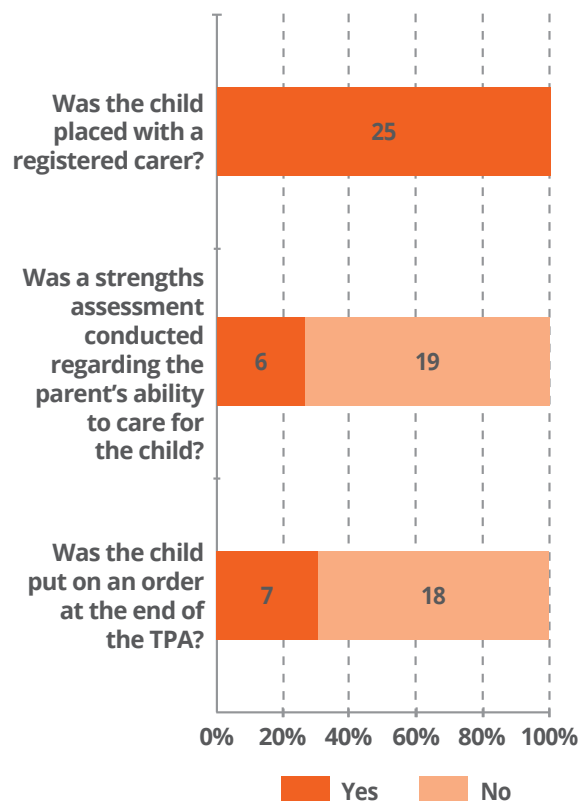 Was the child
placed with a
registered carer?
25
Was a strengths
assessment
conducted
regarding the
parent’s ability
to care for
the child?
6 19
Was the child
put on an order
at the end of
the TPA?
7 18
0% 20% 40% 60% 80% 100%
Yes No